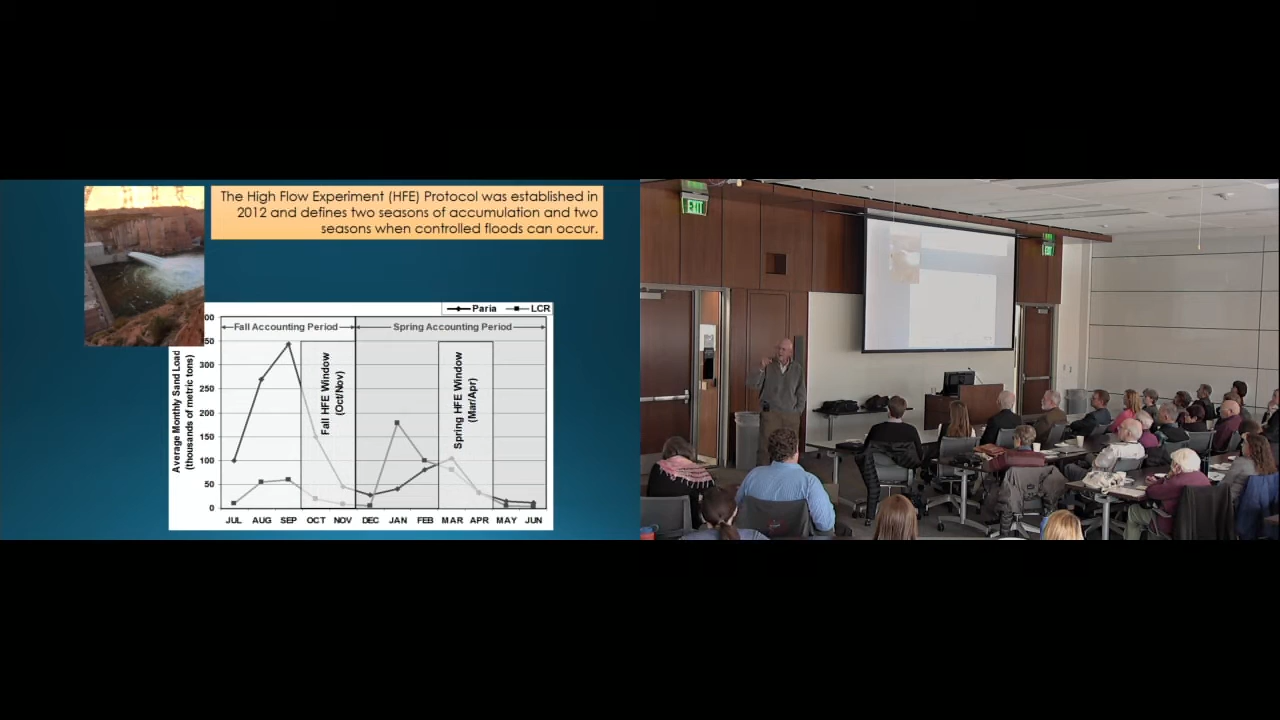 The High Flow Experiment (HFE) Protocol was established in
2012 and defines two seasons of accumulation and two
seasons when controlled floods can occur.
Paria LCR
Fall Accounting Period Spring Accounting Period
Average Monthly Sand Load
(thousands of metric tons)
00
350
300
250
200
150
100
50
0
Fall HFE Window
(Oct/Nov)
Spring HFE Window
(Mar/Apr)
JUL AUG SEP OCT NOV DEC JAN FEB MAR APR MAY JUN
EXIT
EXIT